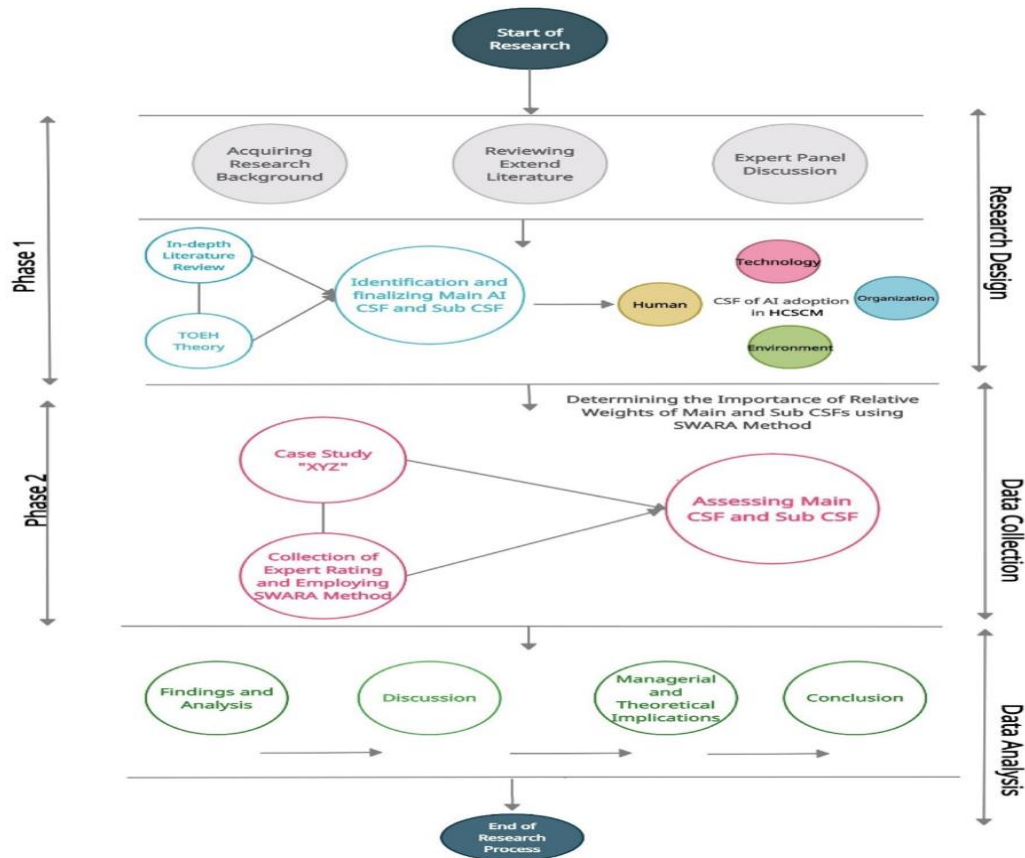 Start of
Research
Phase 1
Research Design
Acquiring
Research
Background
Reviewing
Extend
Literature
Expert Panel
Discussion
In-depth
Literature
Review
TOEH
Theory
Identification and
finalizing Main AI
CSF and Sub CSF
Human
Technology
CSF of AI adoption
in HCSCM
Organization
Environment
Phase 2
Data Collection
Determining the Importance of Relative
Weights of Main and Sub CSFs using
SWARA Method
Case Study
"XYZ"
Collection of
Expert Rating
and Employing
SWARA Method
Assessing Main
CSF and Sub CSF
Data Analysis
Findings and
Analysis
Discussion
Managerial
and
Theoretical
Implications
Conclusion
End of
Research
Process